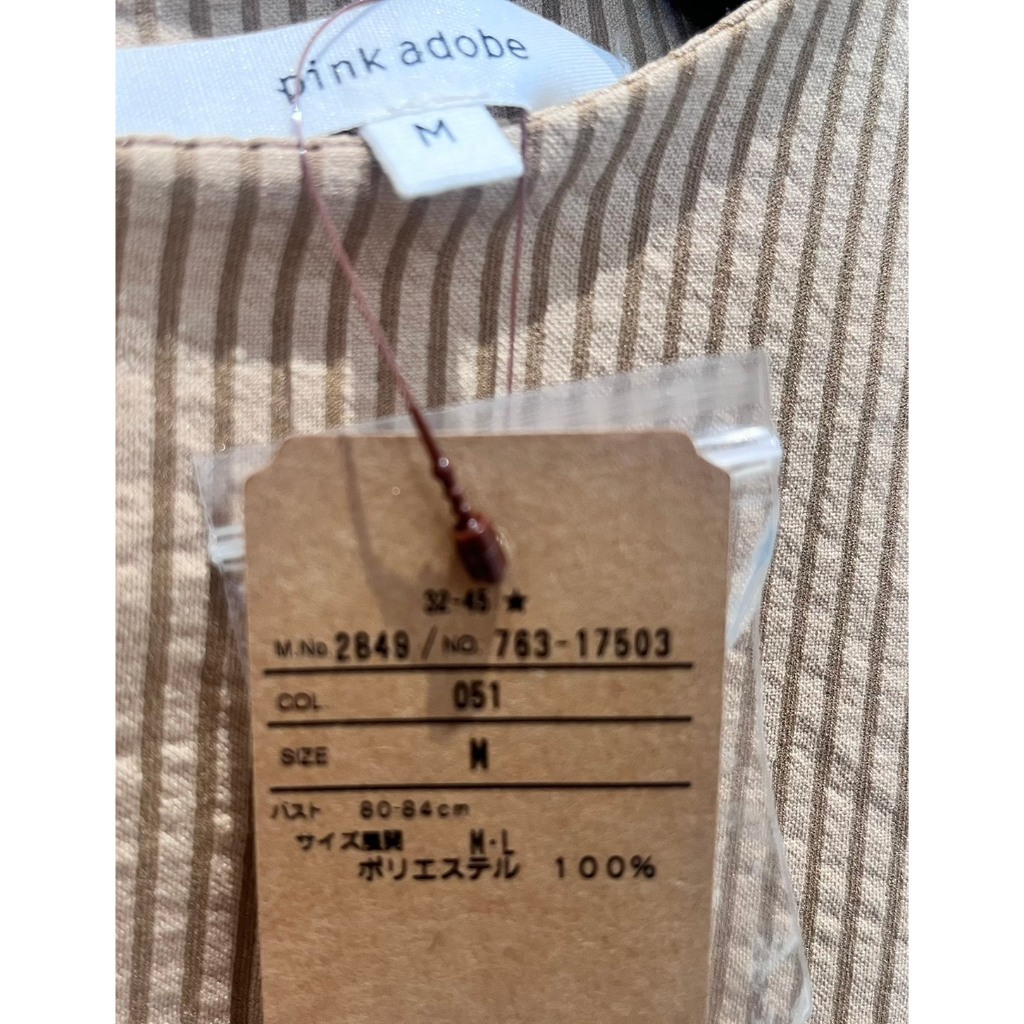 pink adobe
M
32-45 ★
M.No 2849 / NO. 763-17503
COL 051
SIZE M
バスト 80-84cm
サイズ展開 M・L
ポリエステル 100%